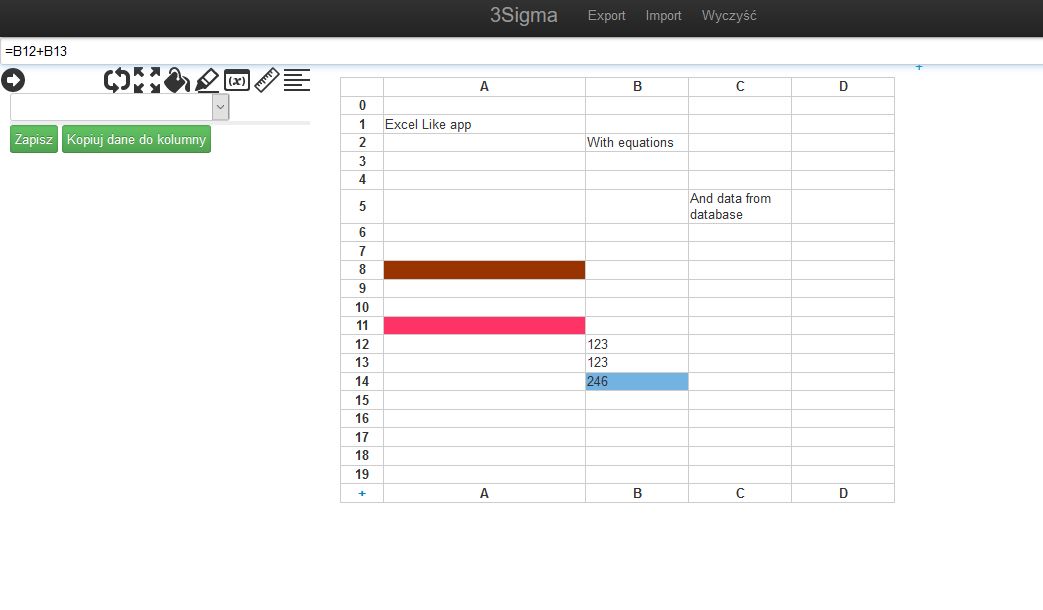 3Sigma Export Import Wyczyść
=B12+B13
+
(x)
Zapisz Kopiuj dane do kolumny
A B C D
0
1 Excel Like app
2 With equations
3
4
5 And data from
database
6
7
8
9
10
11
12 123
13 123
14 246
15
16
17
18
19
+ A B C D